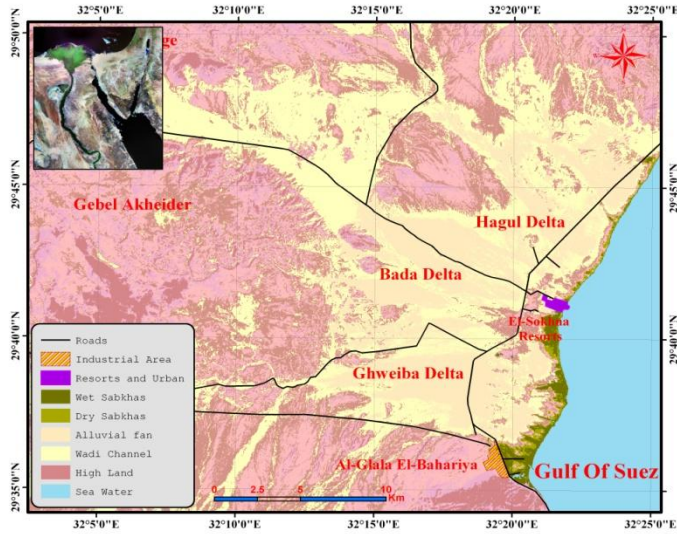 32°5'0"E
32°10'0"E
32°15'0"E
32°20'0"E
32°25'0"E
29°50'0"N
29°50'0"N
29°45'0"N
29°45'0"N
Gebel Akheider
Hagul Delta
Bada Delta
El-Sokhna
Resorts
29°40'0"N
29°40'0"N
Ghweiba Delta
Al-Glala El-Bahariya
Gulf Of Suez
29°35'0"N
29°35'0"N
Roads
Industrial Area
Resorts and Urban
Wet Sabkhas
Dry Sabkhas
Alluvial fan
Wadi Channel
High Land
Sea Water
0 2.5 5 10
Km
32°5'0"E
32°10'0"E
32°15'0"E
32°20'0"E
32°25'0"E